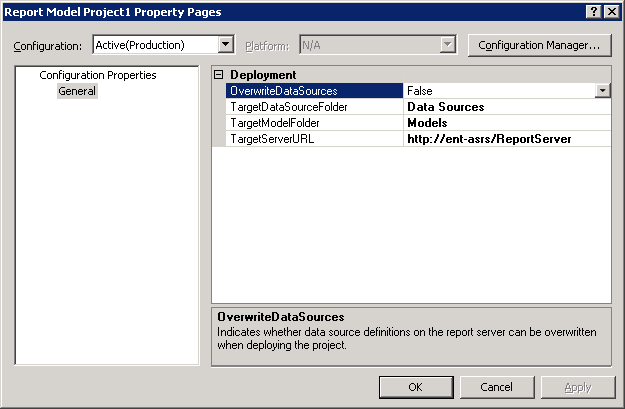 Report Model Project1 Property Pages
Configuration: Active(Production) Platform: N/A Configuration Manager...
Configuration Properties
General
Deployment
OverwriteDataSources False
TargetDataSourceFolder Data Sources
TargetModelFolder Models
TargetServerURL http://ent-asrs/ReportServer
OverwriteDataSources
Indicates whether data source definitions on the report server can be overwritten
when deploying the project.
OK Cancel Apply